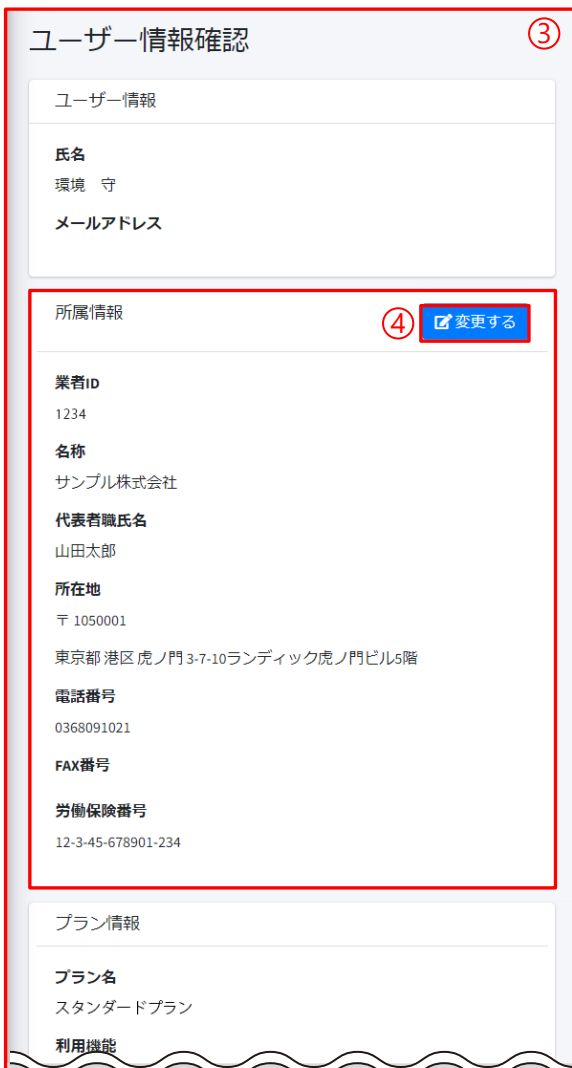 ユーザー情報確認 ③
ユーザー情報
氏名
環境　守
メールアドレス
所属情報 ④ 変更する
業者ID
1234
名称
サンプル株式会社
代表者職氏名
山田太郎
所在地
〒 1050001
東京都 港区 虎ノ門 3-7-10ランディック虎ノ門ビル5階
電話番号
0368091021
FAX番号
労働保険番号
12-3-45-678901-234
プラン情報
プラン名
スタンダードプラン
利用機能